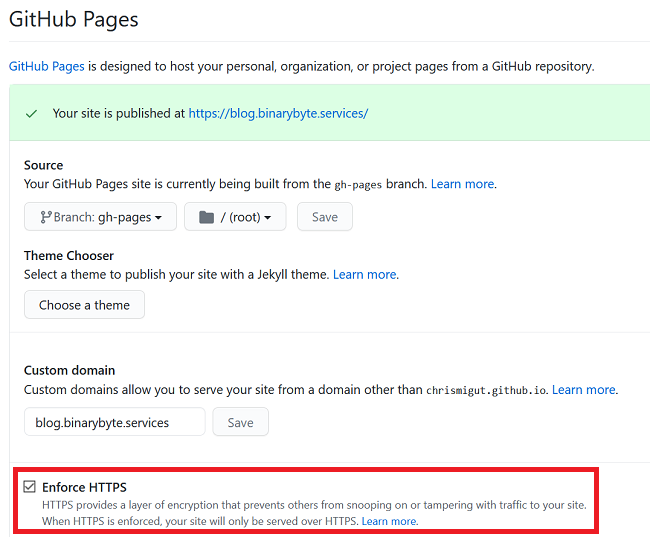 GitHub Pages
GitHub Pages is designed to host your personal, organization, or project pages from a GitHub repository.
Your site is published at https://blog.binarybyte.services/
Source
Your GitHub Pages site is currently being built from the gh-pages branch. Learn more.
Branch: gh-pages / (root) Save
Theme Chooser
Select a theme to publish your site with a Jekyll theme. Learn more.
Choose a theme
Custom domain
Custom domains allow you to serve your site from a domain other than chrismigut.github.io. Learn more.
blog.binarybyte.services Save
Enforce HTTPS
HTTPS provides a layer of encryption that prevents others from snooping on or tampering with traffic to your site.
When HTTPS is enforced, your site will only be served over HTTPS. Learn more.